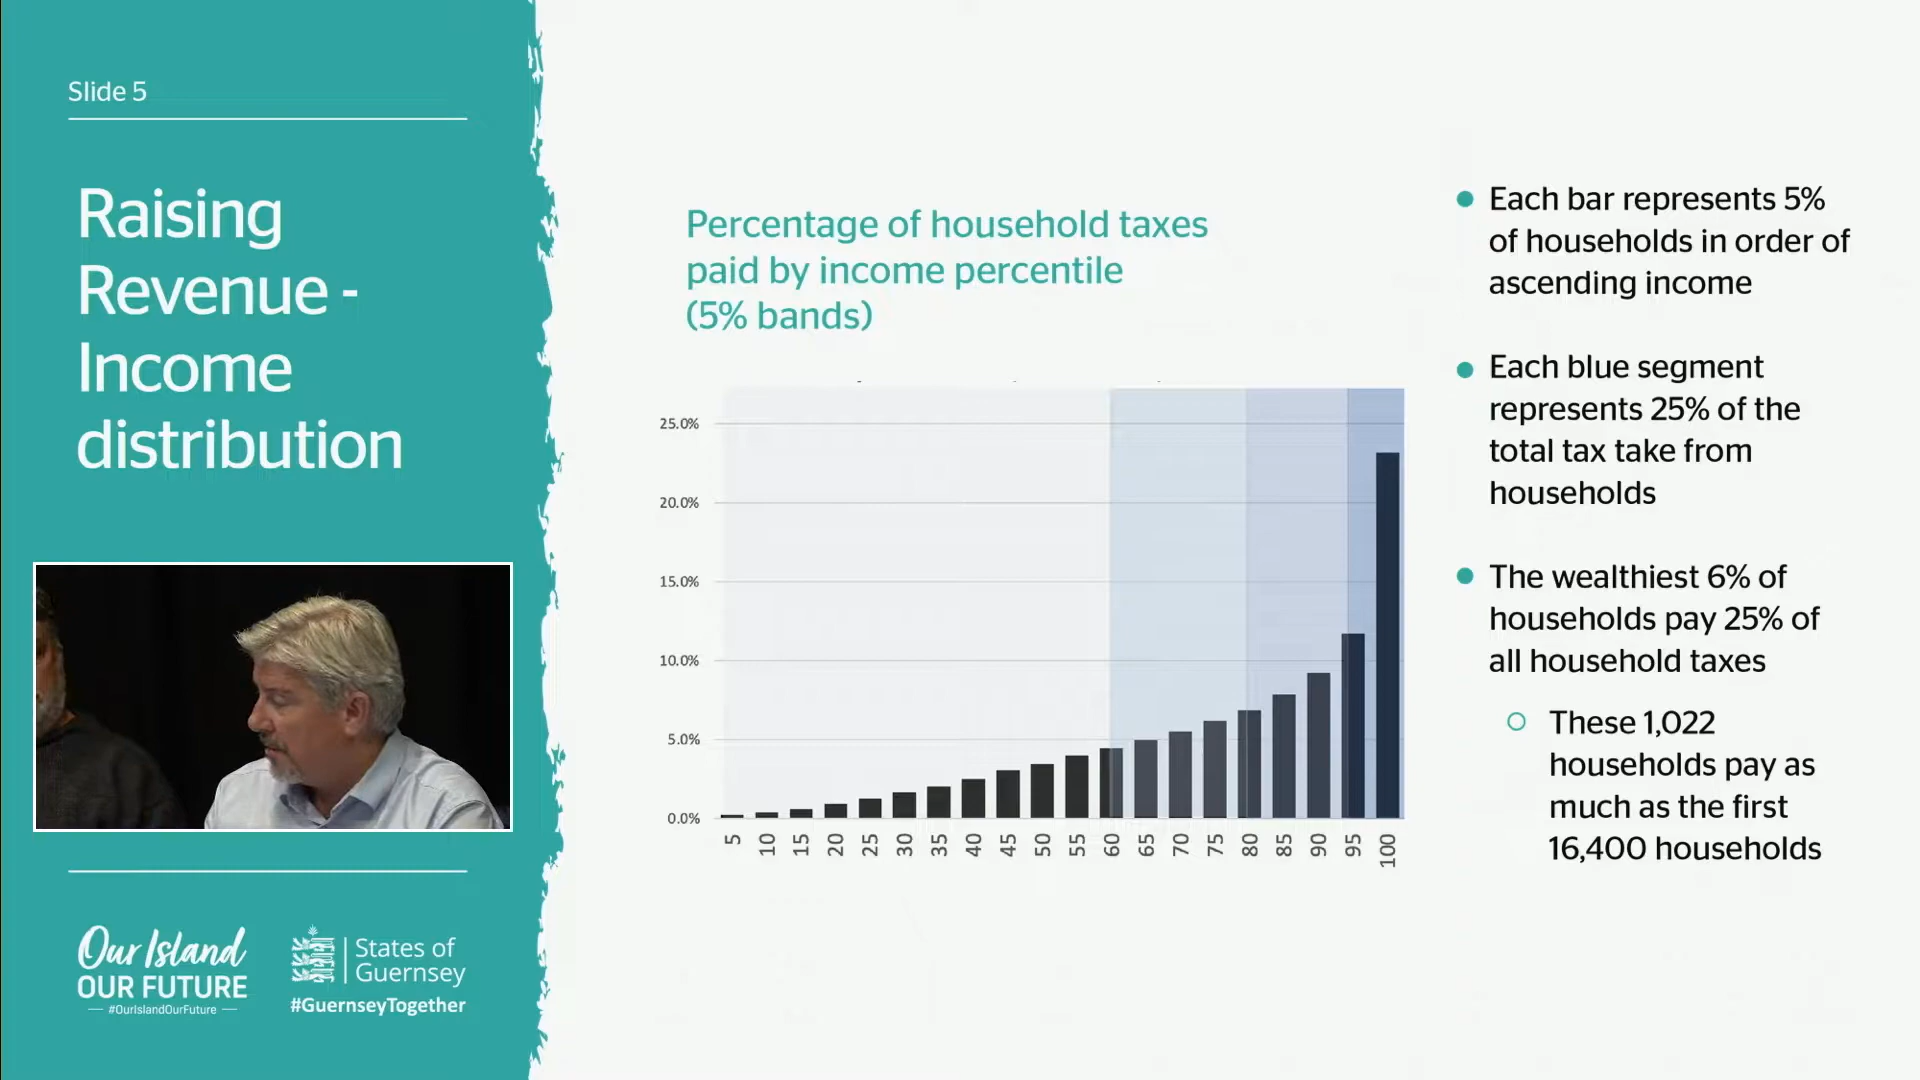 Slide 5
Raising
Revenue -
Income
distribution
Our Island
OUR FUTURE
#OurIslandOurFuture
States of
Guernsey
#GuernseyTogether
Percentage of household taxes
paid by income percentile
(5% bands)
25.0%
20.0%
15.0%
10.0%
5.0%
0.0%
5 10 15 20 25 30 35 40 45 50 55 60 65 70 75 80 85 90 95 100
Each bar represents 5%
of households in order of
ascending income
Each blue segment
represents 25% of the
total tax take from
households
The wealthiest 6% of
households pay 25% of
all household taxes
These 1,022
households pay as
much as the first
16,400 households